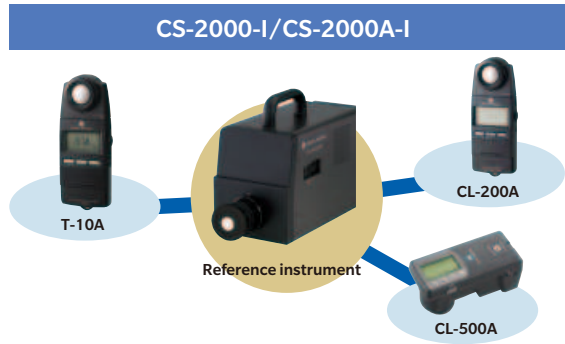 CS-2000-I/CS-2000A-I
T-10A
CL-200A
Reference instrument
CL-500A